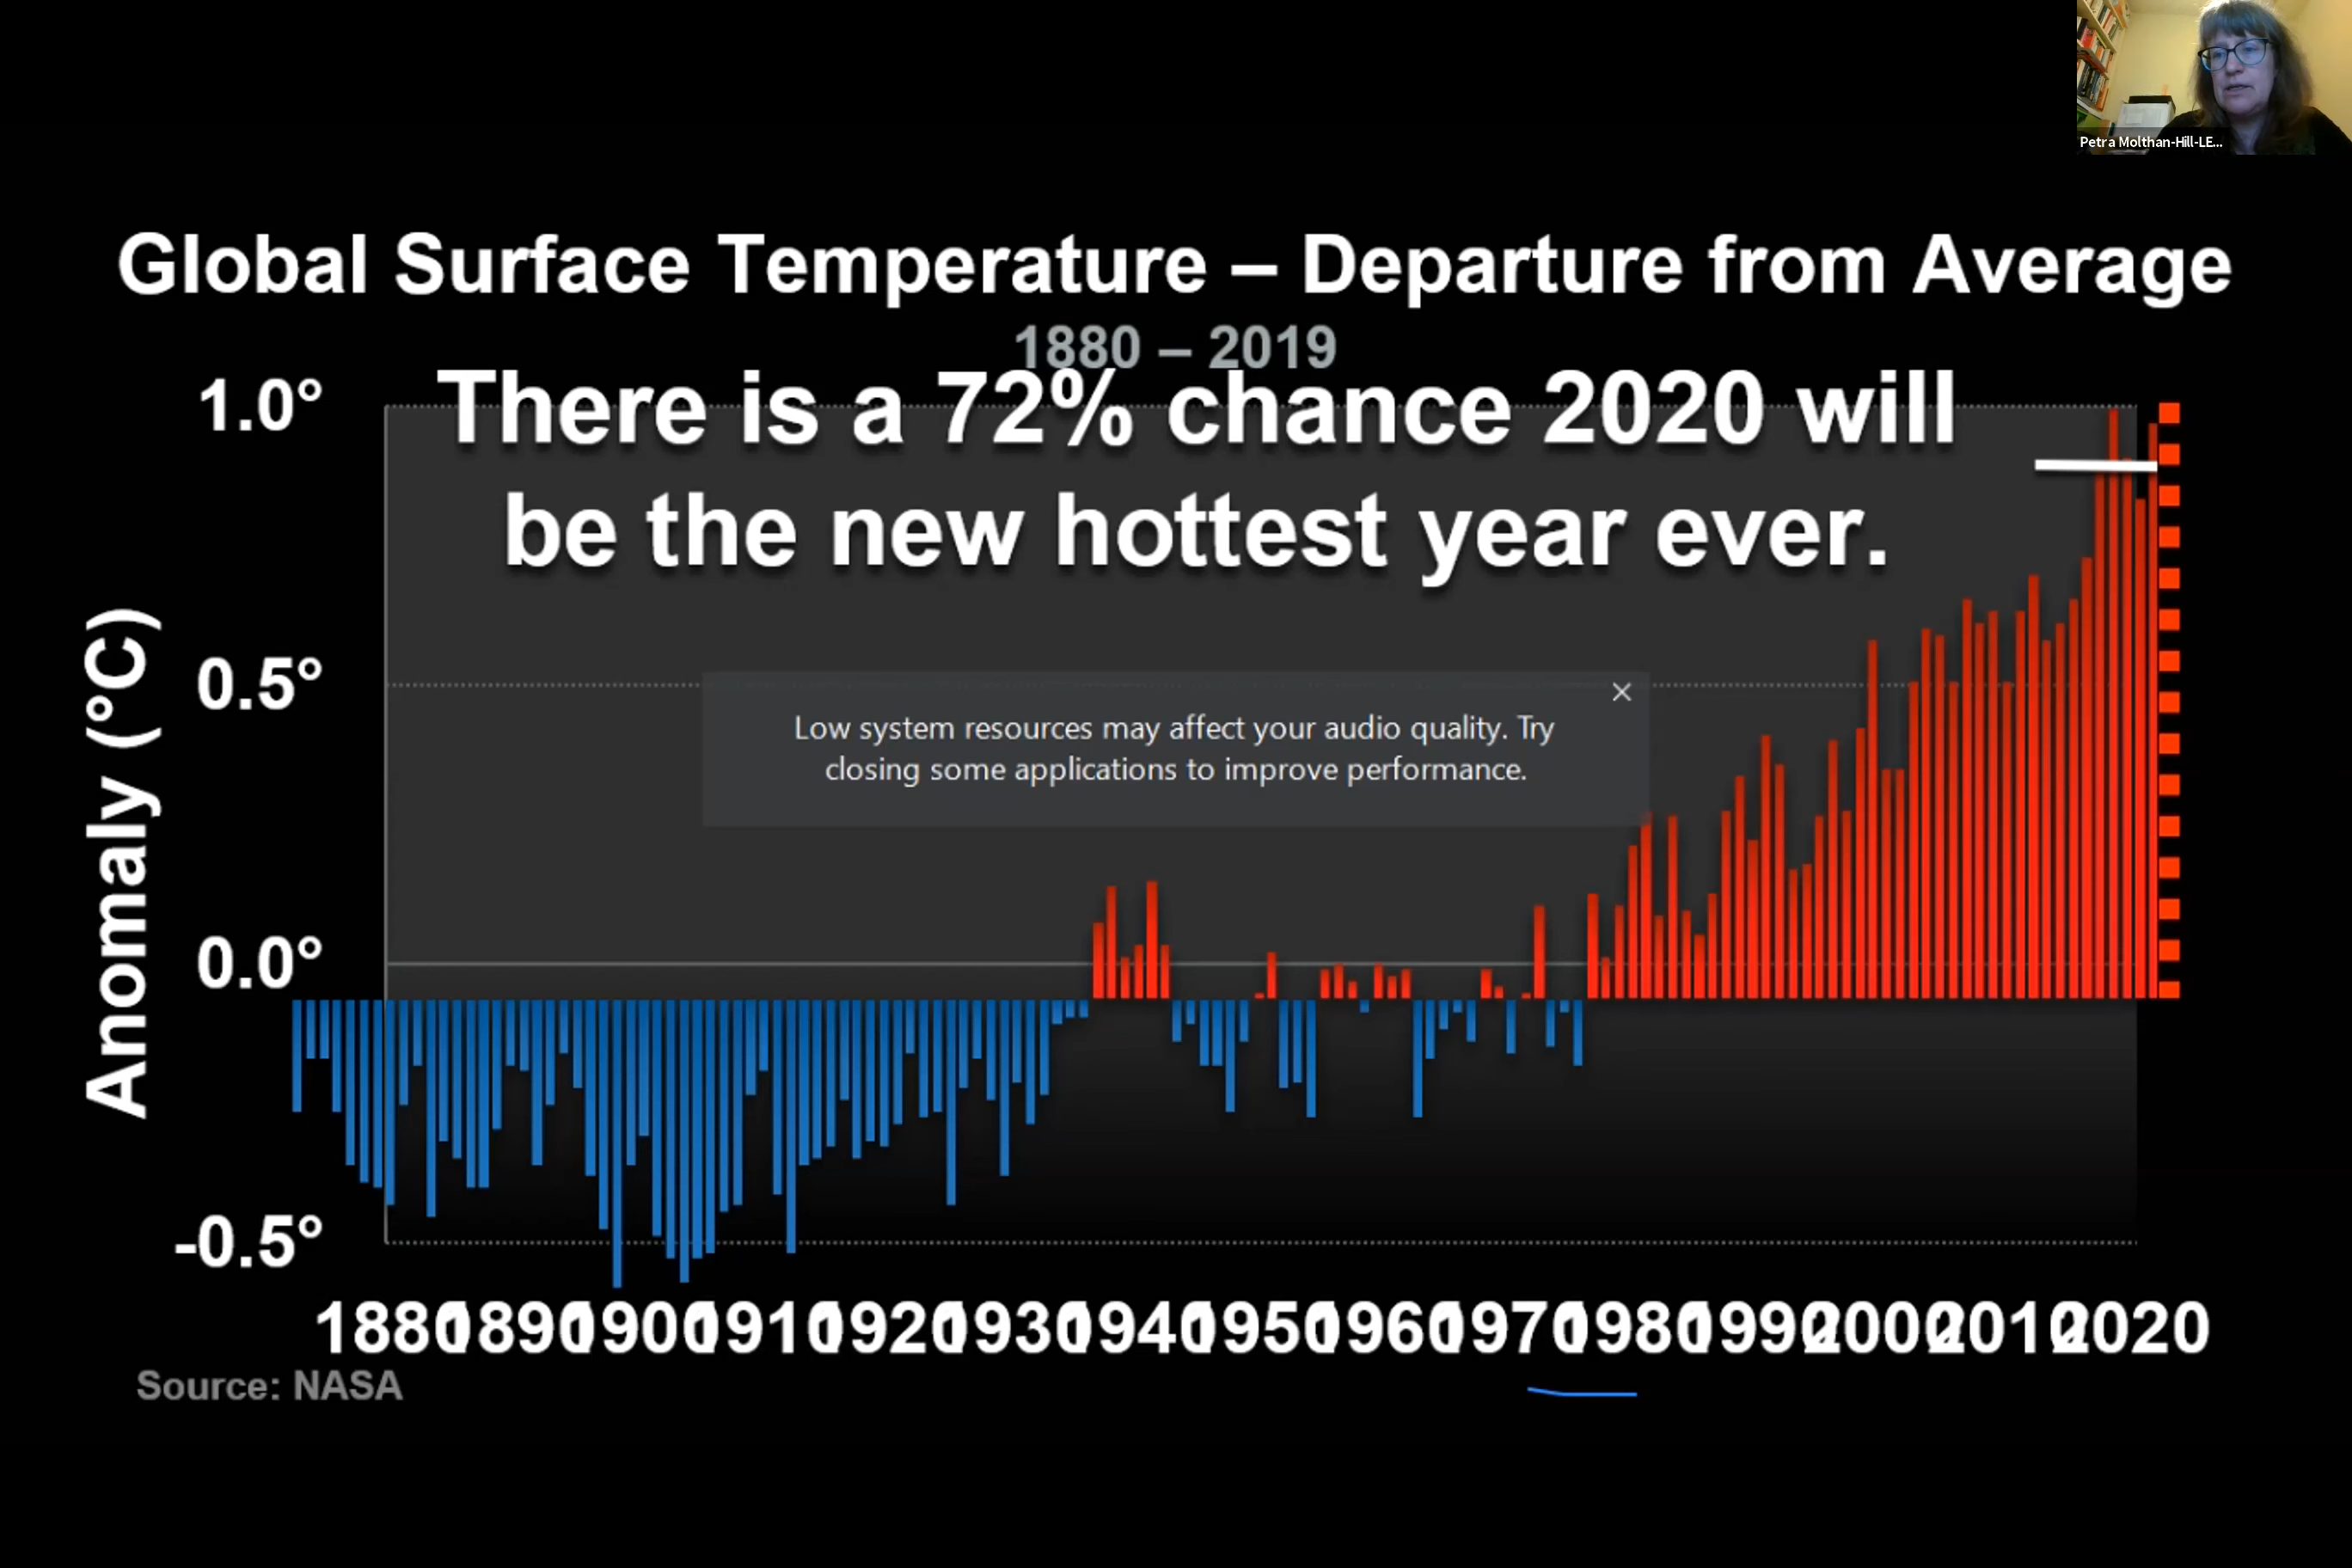 Petra Molthan-Hill-LE...
Global Surface Temperature – Departure from Average
1880 – 2019
There is a 72% chance 2020 will
be the new hottest year ever.
Anomaly (°C)
1.0°
0.5°
0.0°
-0.5°
Low system resources may affect your audio quality. Try
closing some applications to improve performance.
1880 1890 1900 1910 1920 1930 1940 1950 1960 1970 1980 1990 2000 2010 2020
Source: NASA